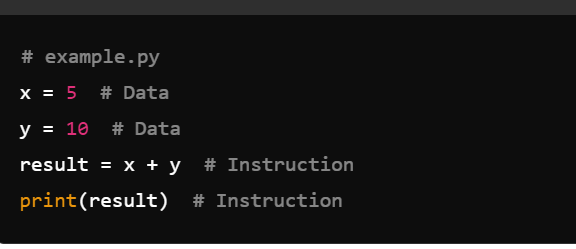 # example.py
x = 5  # Data
y = 10  # Data
result = x + y  # Instruction
print(result)  # Instruction